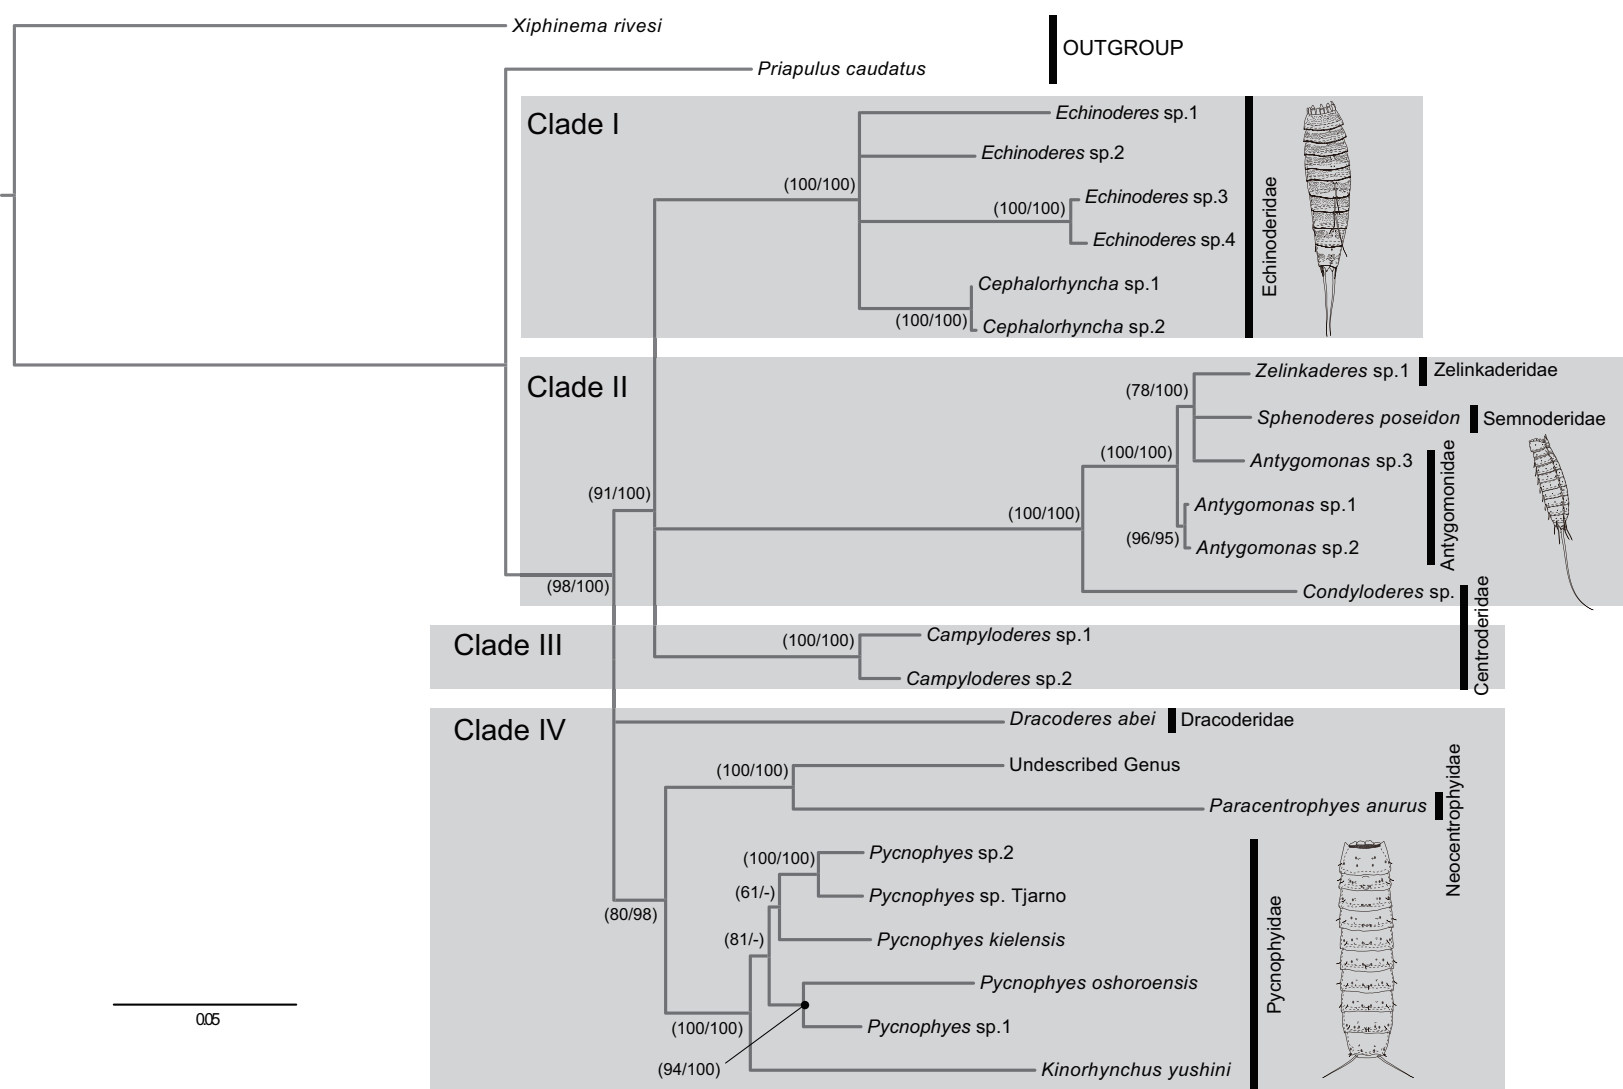 Xiphinema rivesi
OUTGROUP
Priapulus caudatus
Clade I
Echinoderes sp.1
Echinoderes sp.2
(100/100)
Echinoderes sp.3
(100/100)
Echinoderes sp.4
Echinoderidae
Cephalorhyncha sp.1
(100/100)
Cephalorhyncha sp.2
Clade II
Zelinkaderes sp.1
Zelinkaderidae
(78/100)
Sphenoderes poseidon
Semnoderidae
(100/100)
Antygomonas sp.3
Antygomonidae
(91/100)
(100/100)
Antygomonas sp.1
(96/95)
Antygomonas sp.2
(98/100)
Condyloderes sp.
Centroderidae
Clade III
(100/100)
Campyloderes sp.1
Campyloderes sp.2
Clade IV
Dracoderes abei
Dracoderidae
(100/100)
Undescribed Genus
Paracentrophyes anurus
Neocentrophyidae
(100/100)
Pycnophyes sp.2
(61/-)
Pycnophyes sp. Tjarno
(80/98)
(81/-)
Pycnophyes kielensis
Pycnophyidae
Pycnophyes oshoroensis
(100/100)
Pycnophyes sp.1
(94/100)
Kinorhynchus yushini
0.05